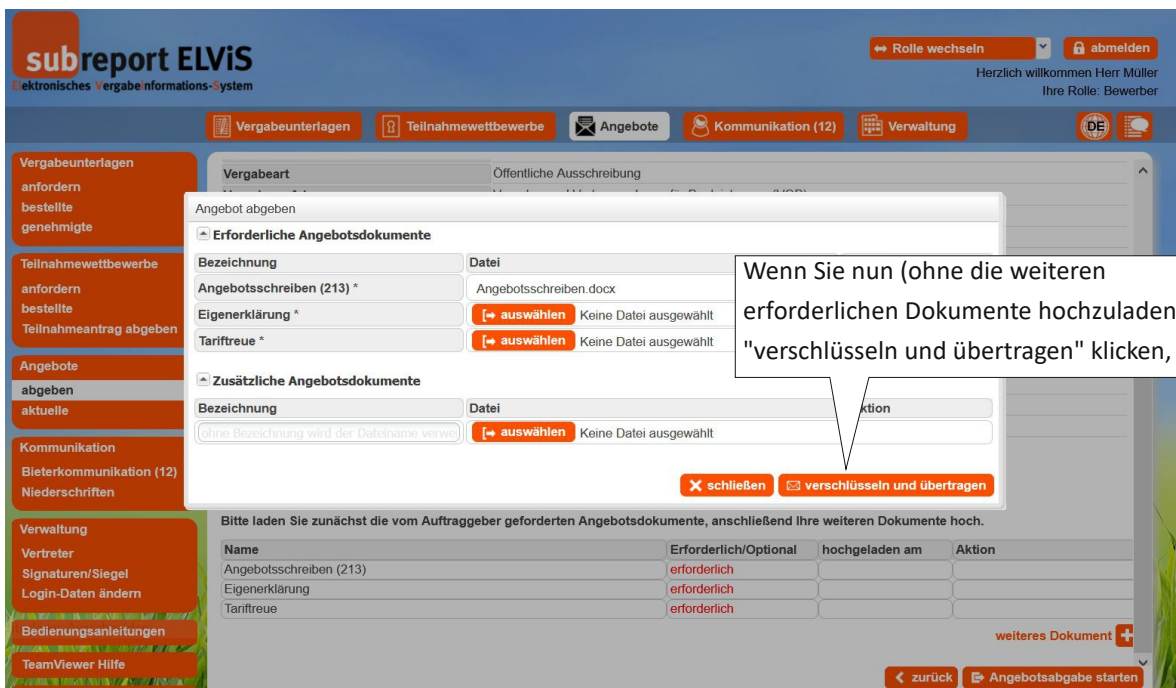 subreport ELViS
Elektronisches VergabeInformations-System
Rolle wechseln
abmelden
Herzlich willkommen Herr Müller
Ihre Rolle: Bewerber
Vergabeunterlagen
Teilnahmewettbewerbe
Angebote
Kommunikation (12)
Verwaltung
DE
Vergabeunterlagen
anfordern
bestellte
genehmigte
Teilnahmewettbewerbe
anfordern
bestellte
Teilnahmeantrag abgeben
Angebote
abgeben
aktuelle
Kommunikation
Bieterkommunikation (12)
Niederschriften
Verwaltung
Vertreter
Signaturen/Siegel
Login-Daten ändern
Bedienungsanleitungen
TeamViewer Hilfe
Vergabeart Öffentliche Ausschreibung
Angebot abgeben
Erforderliche Angebotsdokumente
Bezeichnung Datei
Angebotsschreiben (213) * Angebotsschreiben.docx
Eigenerklärung * auswählen Keine Datei ausgewählt
Tariftreue * auswählen Keine Datei ausgewählt
Wenn Sie nun (ohne die weiteren
erforderlichen Dokumente hochzuladen
"verschlüsseln und übertragen" klicken,
Zusätzliche Angebotsdokumente
Bezeichnung Datei ktion
ohne Bezeichnung wird der Dateiname verwe auswählen Keine Datei ausgewählt
schließen verschlüsseln und übertragen
Bitte laden Sie zunächst die vom Auftraggeber geforderten Angebotsdokumente, anschließend Ihre weiteren Dokumente hoch.
Name Erforderlich/Optional hochgeladen am Aktion
Angebotsschreiben (213) erforderlich
Eigenerklärung erforderlich
Tariftreue erforderlich
weiteres Dokument
zurück Angebotsabgabe starten